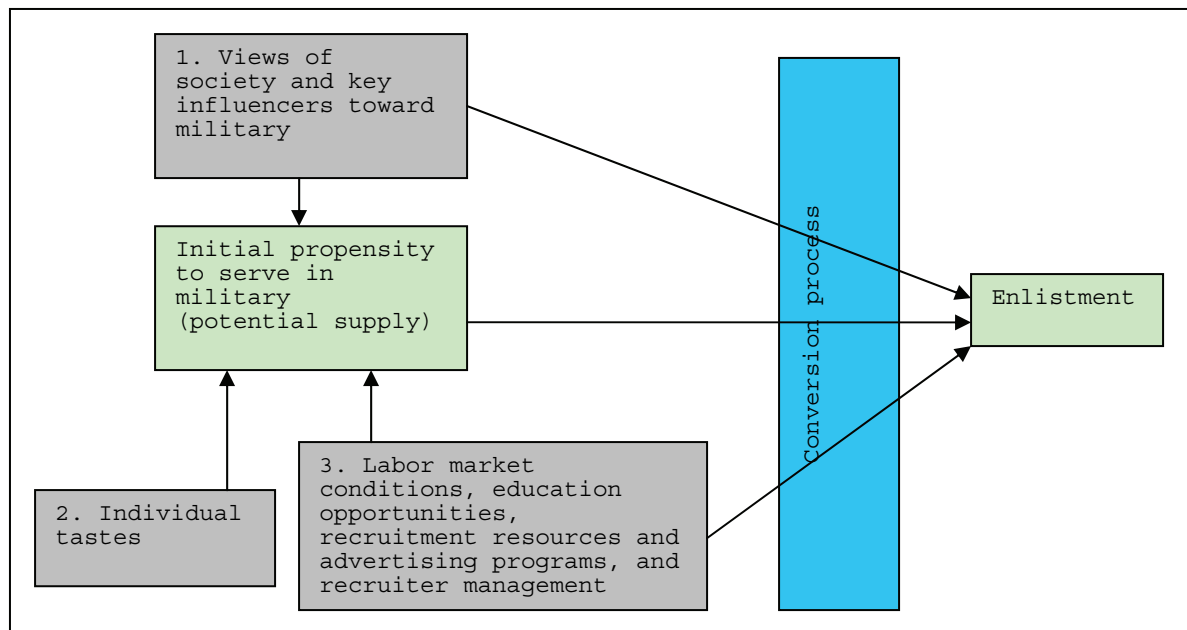 1. Views of
society and key
influencers toward
military
Initial propensity
to serve in
military
(potential supply)
Conversion process
Enlistment
2. Individual
tastes
3. Labor market
conditions, education
opportunities,
recruitment resources and
advertising programs, and
recruiter management